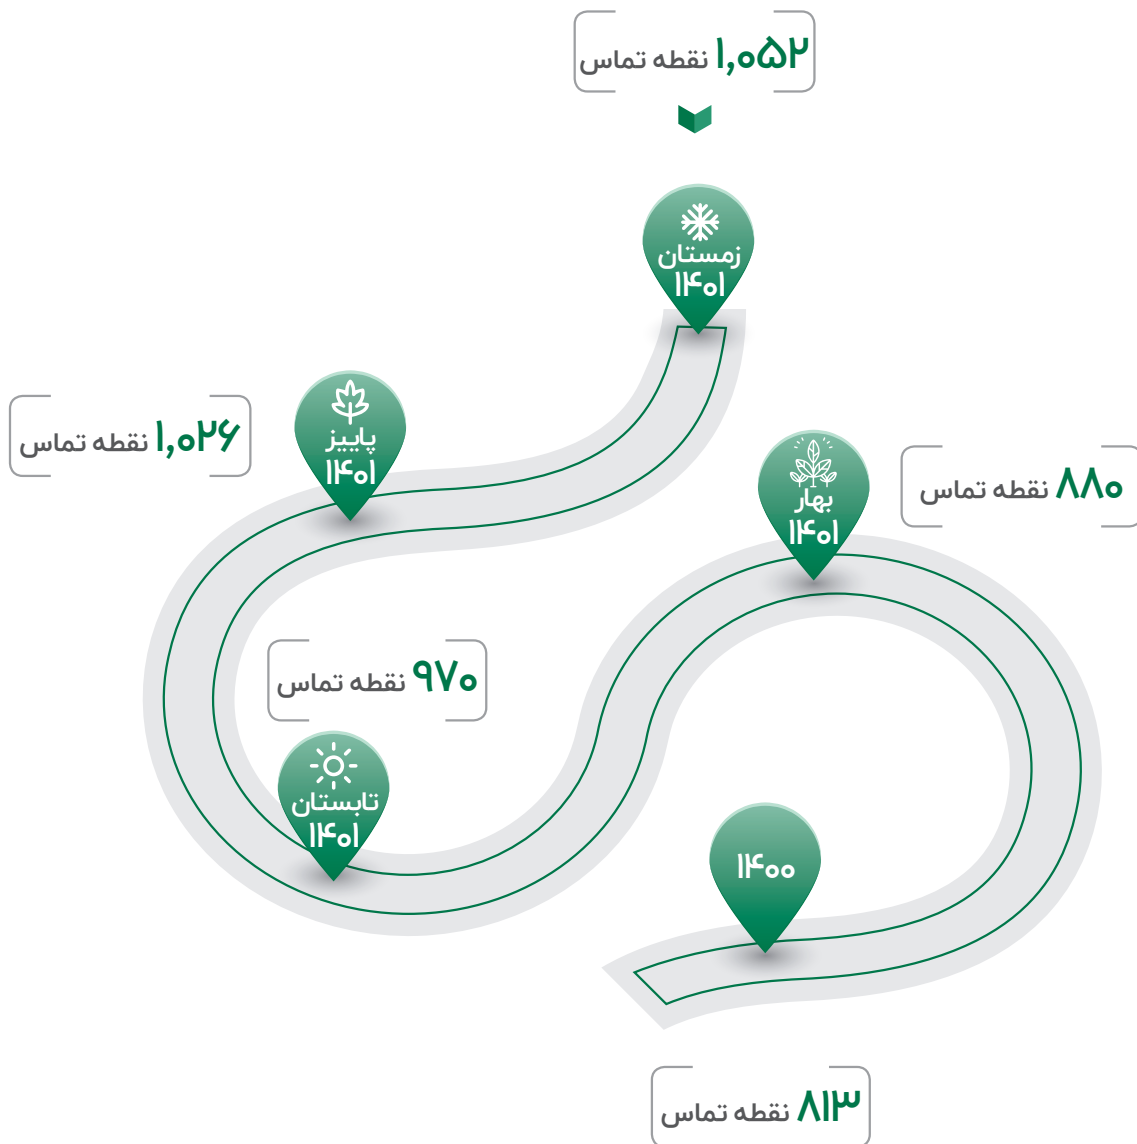 ۱,۰۵۲ نقطه تماس
زمستان
۱۴۰۱
پاییز
۱۴۰۱
۱,۰۲۶ نقطه تماس
بهار
۱۴۰۱
۸۸۰ نقطه تماس
۹۷۰ نقطه تماس
تابستان
۱۴۰۱
۱۴۰۰
۸۱۳ نقطه تماس